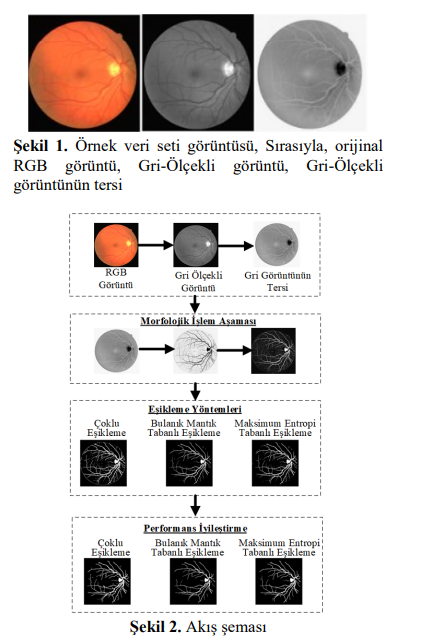 Şekil 1. Örnek veri seti görüntüsü, Sırasıyla, orijinal
RGB görüntü, Gri-Ölçekli görüntü, Gri-Ölçekli
görüntünün tersi
RGB
Görüntü
Gri Ölçekli
Görüntü
Gri Görüntünün
Tersi
Morfolojik İşlem Aşaması
Eşikleme Yöntemleri
Çoklu
Eşikleme
Bulanık Mantık
Tabanlı Eşikleme
Maksimum Entropi
Tabanlı Eşikleme
Performans İyileştirme
Çoklu
Eşikleme
Bulanık Mantık
Tabanlı Eşikleme
Maksimum Entropi
Tabanlı Eşikleme
Şekil 2. Akış şeması